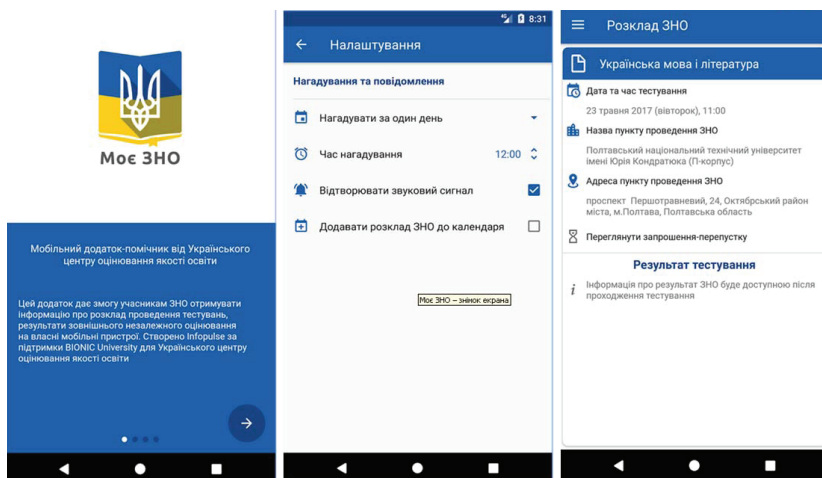 Моє ЗНО
Мобільний додаток-помічник від Українського
центру оцінювання якості освіти
Цей додаток дає змогу учасникам ЗНО отримувати
інформацію про розклад проведення тестувань,
результати зовнішнього незалежного оцінювання
на власні мобільні пристрої. Створено Infopulse за
підтримки BIONIC University для Українського центру
оцінювання якості освіти
8:31
Налаштування
Нагадування та повідомлення
Нагадувати за один день
Час нагадування 12:00
Відтворювати звуковий сигнал
Додавати розклад ЗНО до календаря
Моє ЗНО – знімок екрана
Розклад ЗНО
Українська мова і література
Дата та час тестування
23 травня 2017 (вівторок), 11:00
Назва пункту проведення ЗНО
Полтавський національний технічний університет
імені Юрія Кондратюка (П-корпус)
Адреса пункту проведення ЗНО
проспект Першотравневий, 24, Октябрський район
міста, м.Полтава, Полтавська область
Переглянути запрошення-перепустку
Результат тестування
Інформація про результат ЗНО буде доступною після
проходження тестування